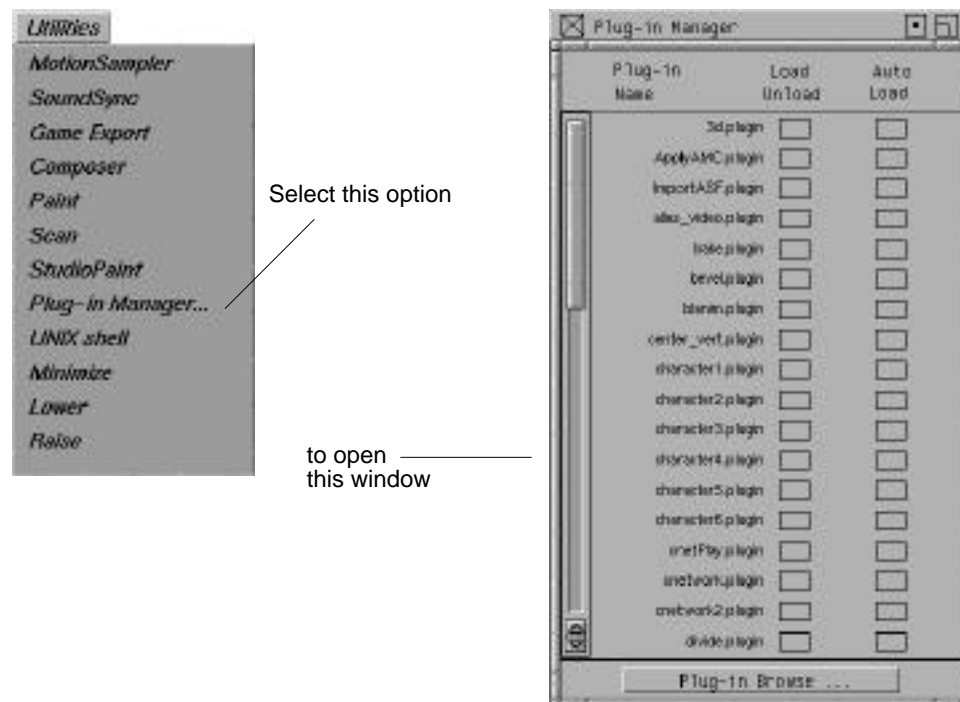 Utilities
MotionSampler
SoundSync
Game Export
Composer
Paint
Scan
StudioPaint
Plug-in Manager...
UNIX shell
Minimize
Lower
Raise
Select this option
to open
this window
Plug-in Manager
Plug-in Load Auto
Name Unload Load
3d.plugin
ApplyAMC.plugin
ImportASF.plugin
alias_video.plugin
bake.plugin
bevel.plugin
center_vert.plugin
character1.plugin
character2.plugin
character3.plugin
character4.plugin
character5.plugin
character6.plugin
cnetPlay.plugin
cnetwork.plugin
cnetwork2.plugin
divide.plugin
Plug-in Browse ...